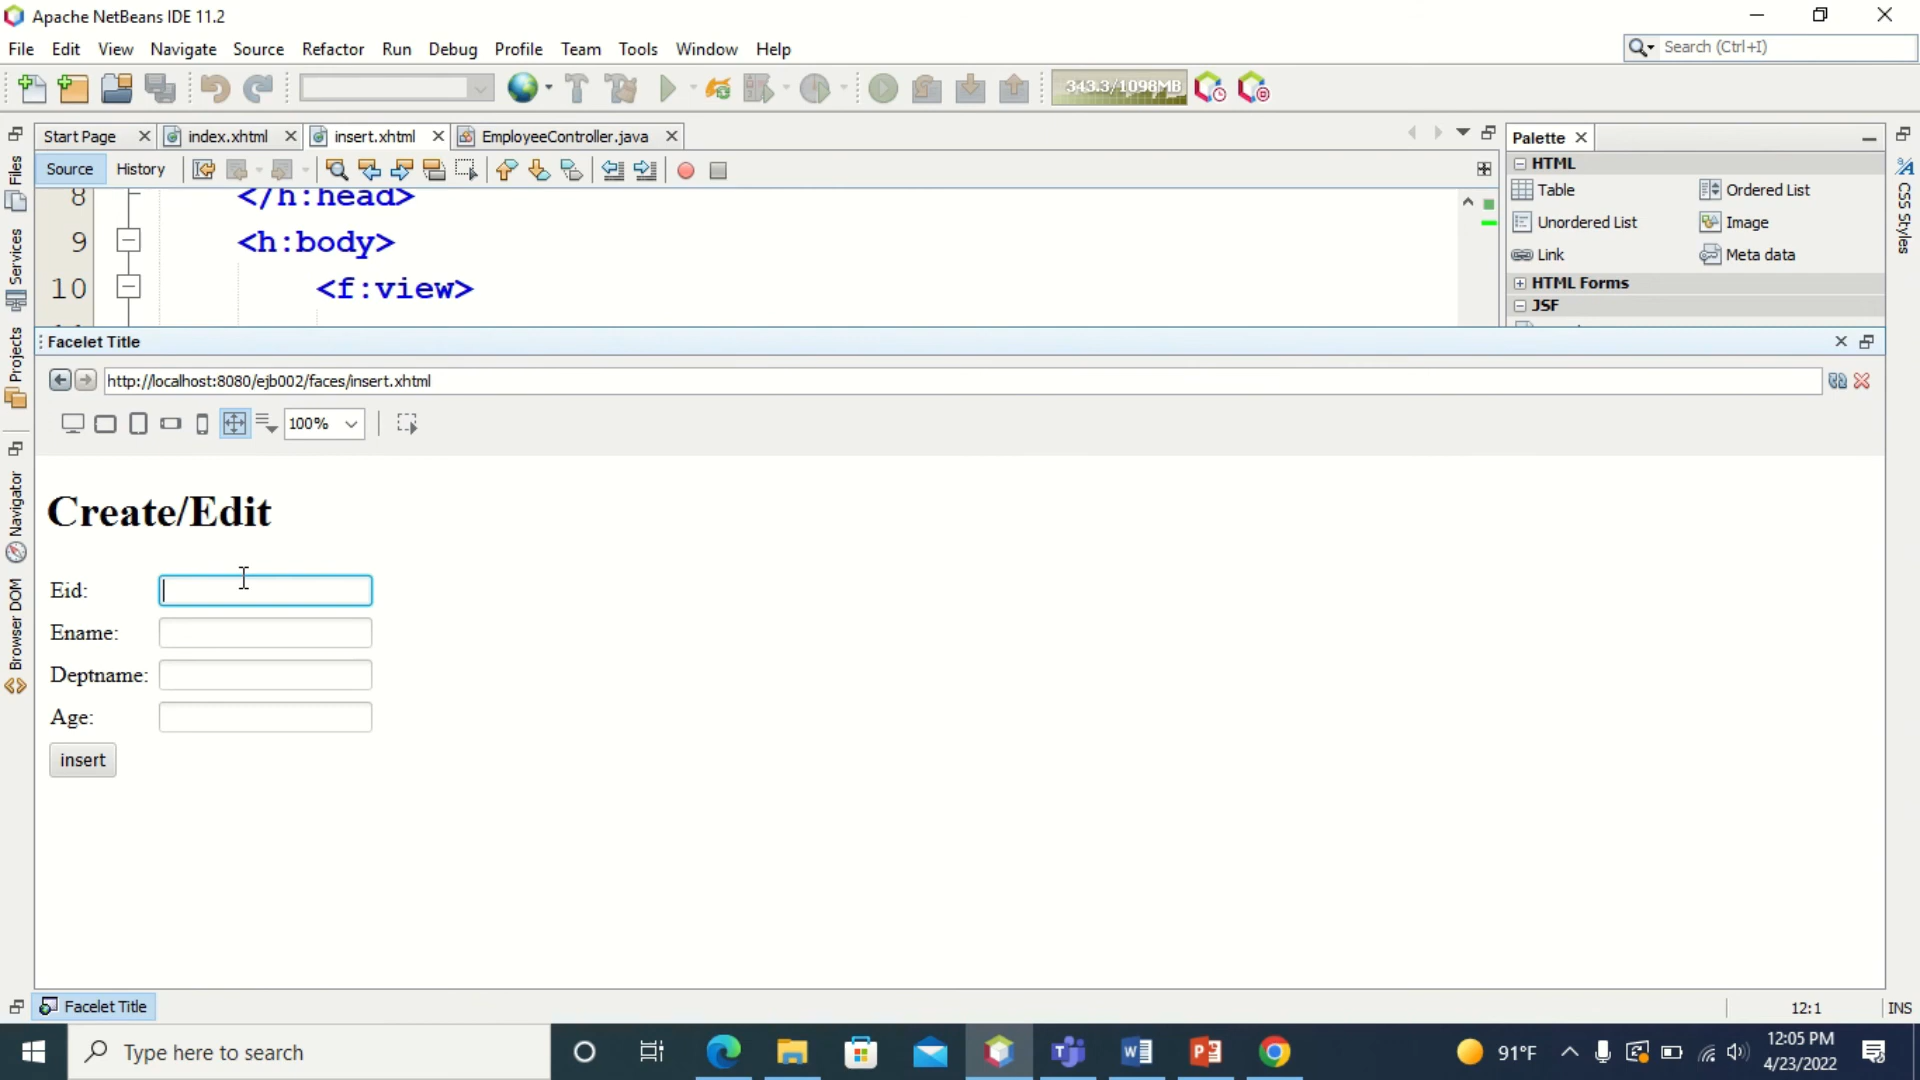 Apache NetBeans IDE 11.2
File Edit View Navigate Source Refactor Run Debug Profile Team Tools Window Help
Search (Ctrl+I)
343.3/1098MB
Start Page index.xhtml insert.xhtml EmployeeController.java
Palette
Source History
HTML
Table Ordered List
Unordered List Image
Link Meta data
HTML Forms
JSF
8 </h:head>
9 <h:body>
10 <f:view>
Files
Services
Projects
Navigator
Browser DOM
CSS Styles
Facelet Title
http://localhost:8080/ejb002/faces/insert.xhtml
100%
Create/Edit
Eid:
Ename:
Deptname:
Age:
insert
Facelet Title
12:1 INS
Type here to search
91°F
12:05 PM
4/23/2022